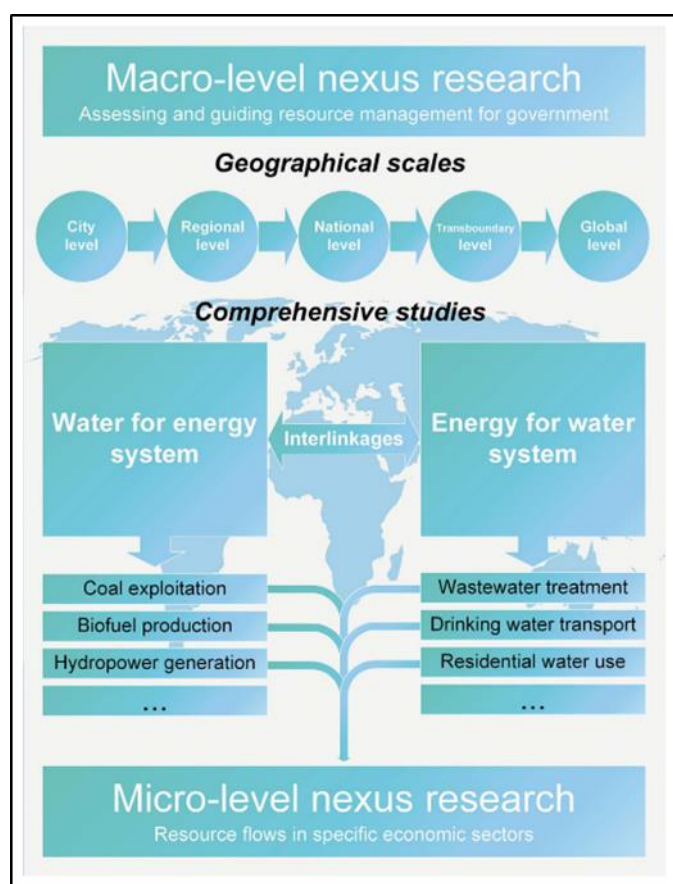 Macro-level nexus research
Assessing and guiding resource management for government
Geographical scales
City
level
Regional
level
National
level
Transboundary
level
Global
level
Comprehensive studies
Water for energy
system
Interlinkages
Energy for water
system
Coal exploitation
Biofuel production
Hydropower generation
...
Wastewater treatment
Drinking water transport
Residential water use
...
Micro-level nexus research
Resource flows in specific economic sectors